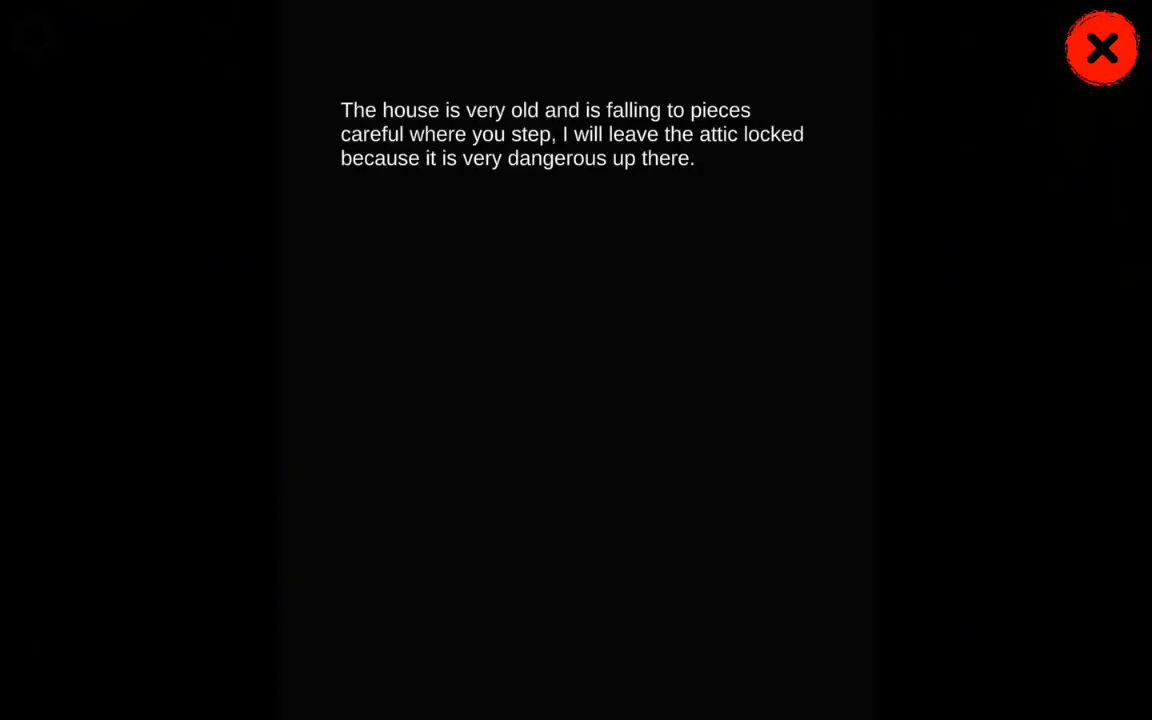 The house is very old and is falling to pieces
careful where you step, I will leave the attic locked
because it is very dangerous up there.